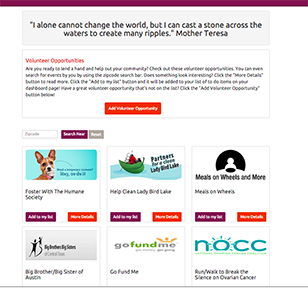 "I alone cannot change the world, but I can cast a stone across the
waters to create many ripples." Mother Teresa
Volunteer Opportunities
Are you ready to lend a hand and help out your community? Check out these volunteer opportunities. You can even
search for events by you by using the zipcode search bar. Does something look interesting? Click the "More Details"
button to read more. Click the "Add to my list" button and it will be added to your list of to do items on your
dashboard page! Have a great volunteer opportunity that's not on the list? Click the "Add Volunteer Opportunity"
button below!
Add Volunteer Opportunity
Zipcode Search Near Reset
Partners
for a clean
Lady Bird Lake
Meals on Wheels and More
Foster With The Humane
Society
Help Clean Lady Bird Lake
Meals on Wheels
Add to my list More Details
Add to my list More Details
Add to my list More Details
Big Brothers Big Sisters
of Central Texas
gofundme
nocc
Big Brother/Big Sister of
Austin
Go Fund Me
Run/Walk to Break the
Silence on Ovarian Cancer